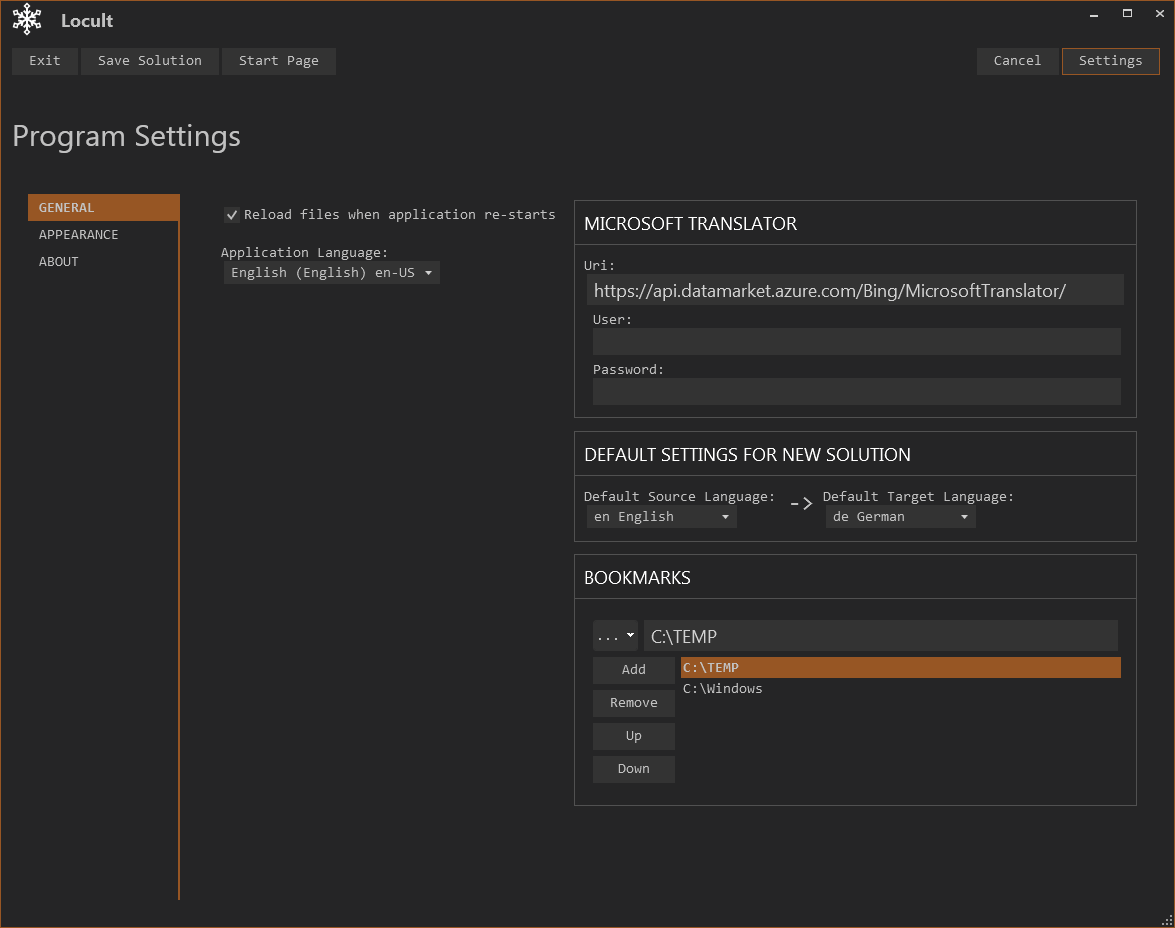 Locult
Exit Save Solution Start Page Cancel Settings
Program Settings
GENERAL
APPEARANCE
ABOUT
Reload files when application re-starts
Application Language:
English (English) en-US
MICROSOFT TRANSLATOR
Uri:
https://api.datamarket.azure.com/Bing/MicrosoftTranslator/
User:
Password:
DEFAULT SETTINGS FOR NEW SOLUTION
Default Source Language: -> Default Target Language:
en English de German
BOOKMARKS
... C:\TEMP
Add
Remove
Up
Down
C:\TEMP
C:\Windows